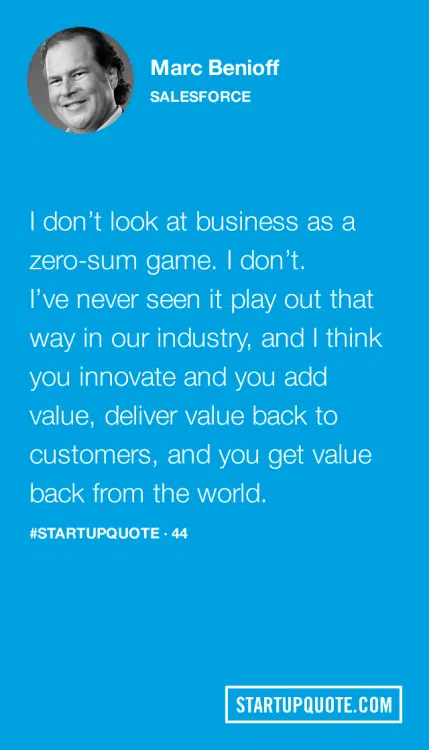 Marc Benioff
SALESFORCE
I don’t look at business as a
zero-sum game. I don’t.
I’ve never seen it play out that
way in our industry, and I think
you innovate and you add
value, deliver value back to
customers, and you get value
back from the world.
#STARTUPQUOTE · 44
STARTUPQUOTE.COM